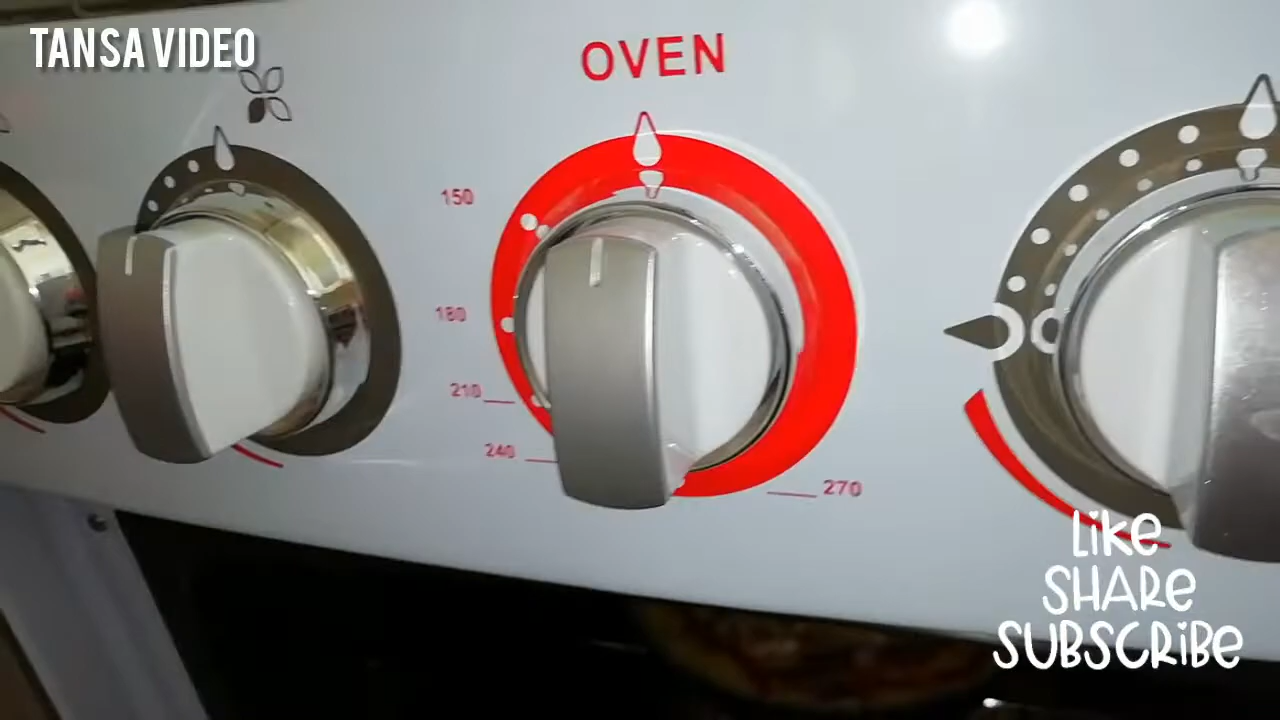 TANSA VIDEO
OVEN
150
180
210
240
270
LIKE
SHARE
SUBSCRIBE